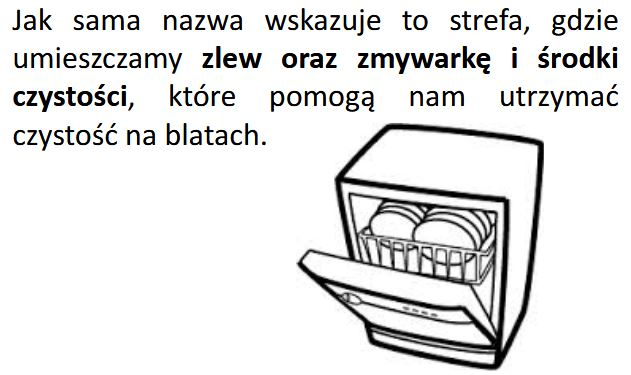 Jak sama nazwa wskazuje to strefa, gdzie
umieszczamy zlew oraz zmywarkę i środki
czystości, które pomogą nam utrzymać
czystość na blatach.